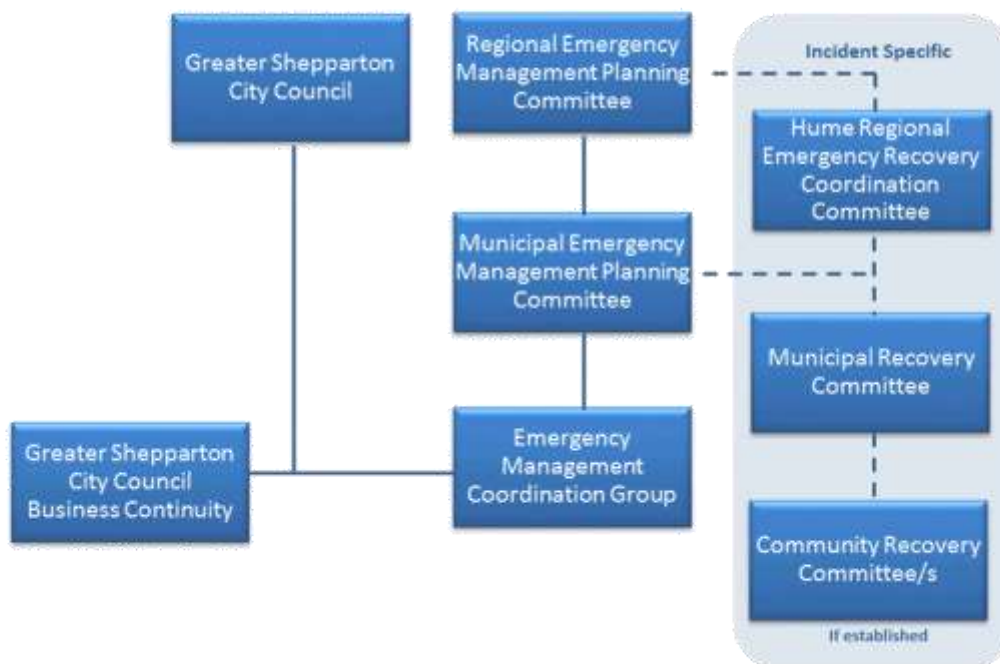 Greater Shepparton
City Council
Regional Emergency
Management Planning
Committee
Incident Specific
Hume Regional
Emergency Recovery
Coordination
Committee
Municipal Emergency
Management Planning
Committee
Municipal Recovery
Committee
Greater Shepparton
City Council
Business Continuity
Emergency
Management
Coordination Group
Community Recovery
Committee/s
If established